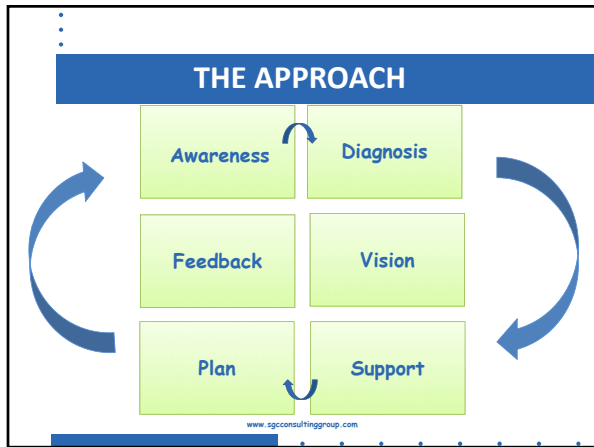 THE APPROACH
Awareness
Diagnosis
Feedback
Vision
Plan
Support
www.sgcconsultinggroup.com